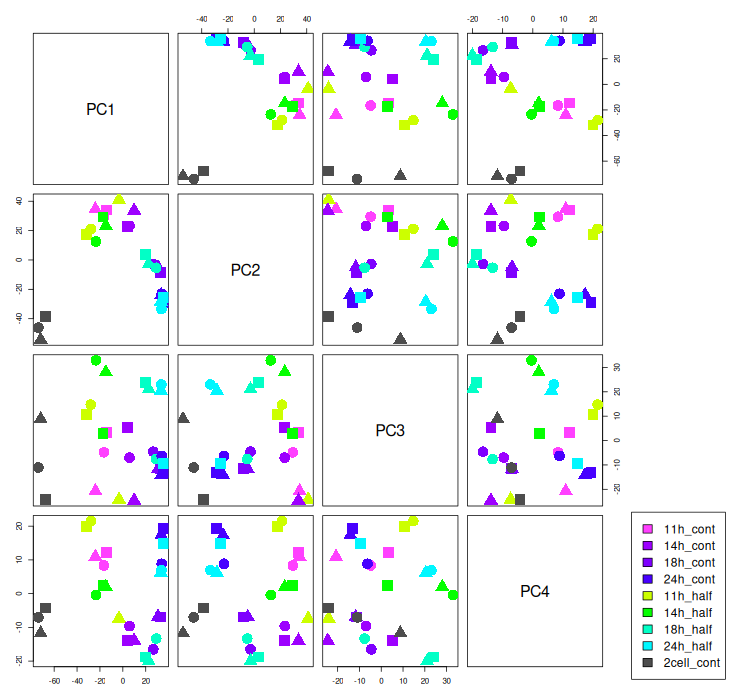 -40 -20 0 20 40
-20 -10 0 10 20
PC1
-60 -40 -20 0 20
-40 -20 0 20 40
PC2
PC3
-20 -10 0 10 20 30
-20 -10 0 10 20
PC4
-60 -40 -20 0 20
-20 -10 0 10 20 30
11h_cont
14h_cont
18h_cont
24h_cont
11h_half
14h_half
18h_half
24h_half
2cell_cont